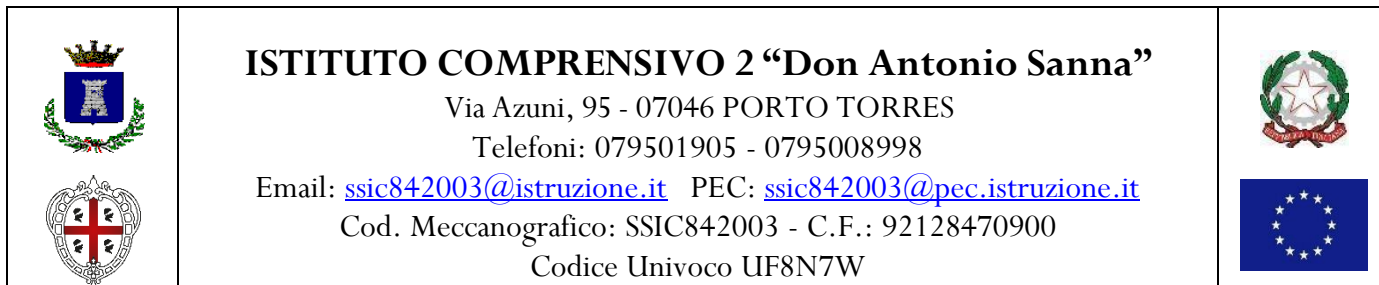 ISTITUTO COMPRENSIVO 2 “Don Antonio Sanna”
Via Azuni, 95 - 07046 PORTO TORRES
Telefoni: 079501905 - 0795008998
Email: ssic842003@istruzione.it PEC: ssic842003@pec.istruzione.it
Cod. Meccanografico: SSIC842003 - C.F.: 92128470900
Codice Univoco UF8N7W